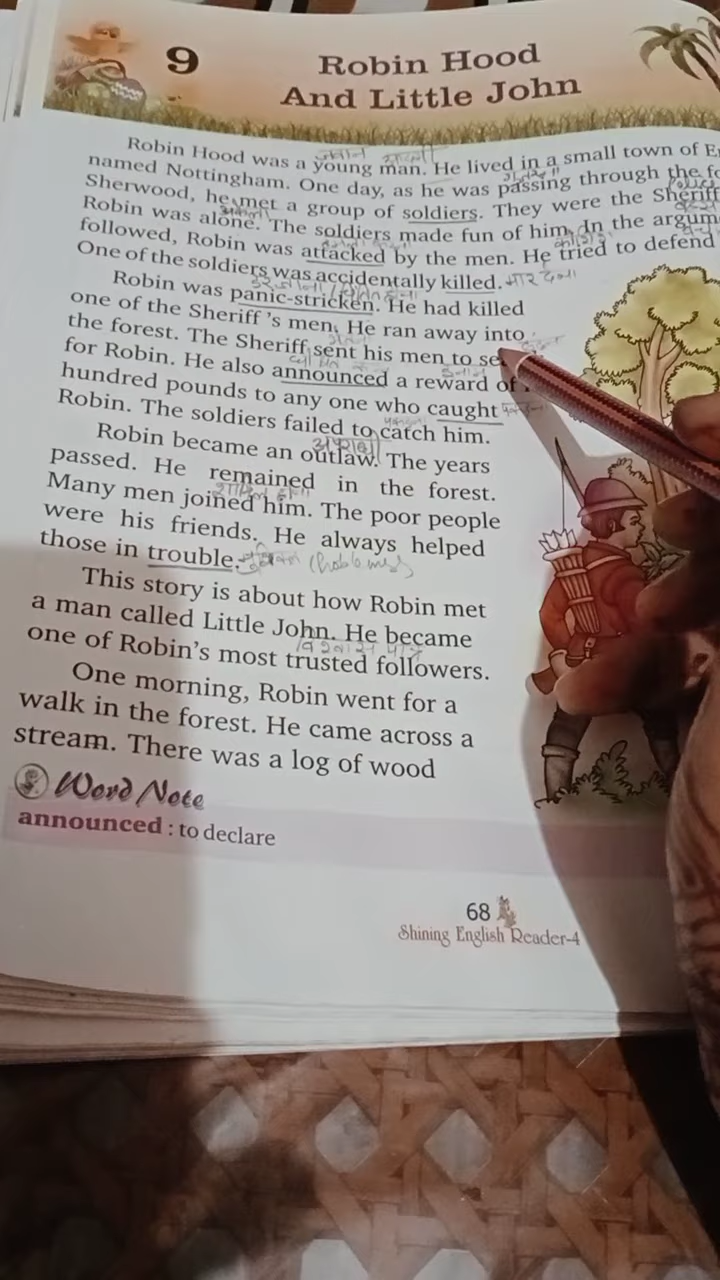 9
Robin Hood
And Little John
जवान आदमी
Robin Hood was a young man. He lived in a small town of
named Nottingham. One day, as he was passing through the
Sherwood, he met a group of soldiers. They were the Sheriff
Robin was alone. The soldiers made fun of him. In the
followed, Robin was attacked by the men. He tried to defend
One of the soldiers was accidentally killed. मार देना
Robin was panic-stricken. He had killed
one of the Sheriff's men. He ran away into
the forest. The Sheriff sent his men to
for Robin. He also announced a reward of
hundred pounds to any one who caught
Robin. The soldiers failed to catch him.
Robin became an outlaw. The years
passed. He remained in the forest.
Many men joined him. The poor people
were his friends. He always helped
those in trouble.
This story is about how Robin met
a man called Little John. He became
one of Robin's most trusted followers.
One morning, Robin went for a
walk in the forest. He came across a
stream. There was a log of wood
Word Note
announced : to declare
68
Shining English Reader-4